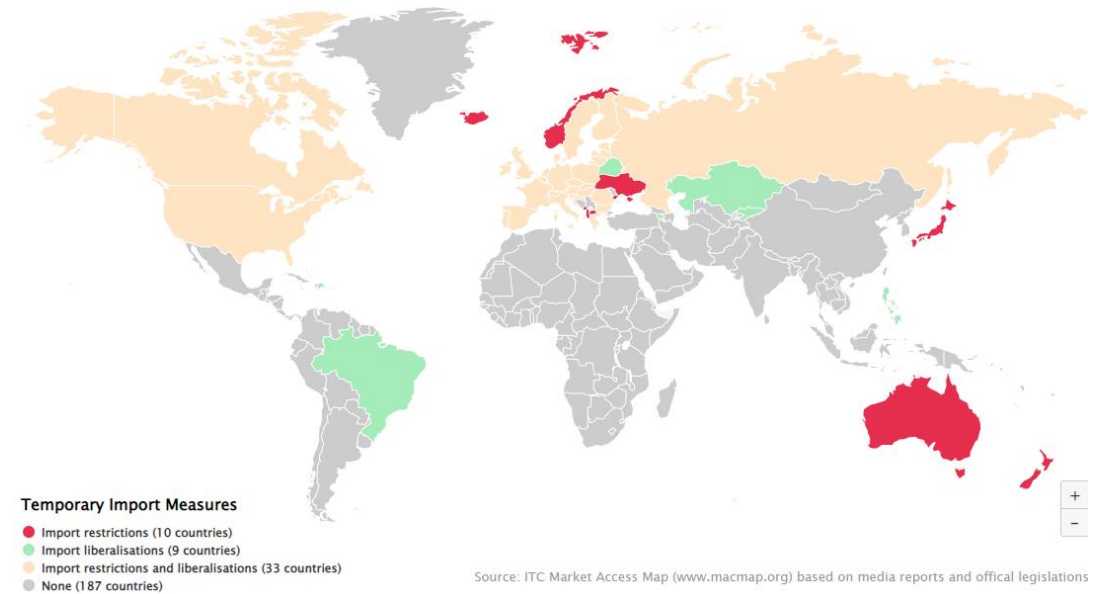 Temporary Import Measures
Import restrictions (10 countries)
Import liberalisations (9 countries)
Import restrictions and liberalisations (33 countries)
None (187 countries)
+
−
Source: ITC Market Access Map (www.macmap.org) based on media reports and offical legislations